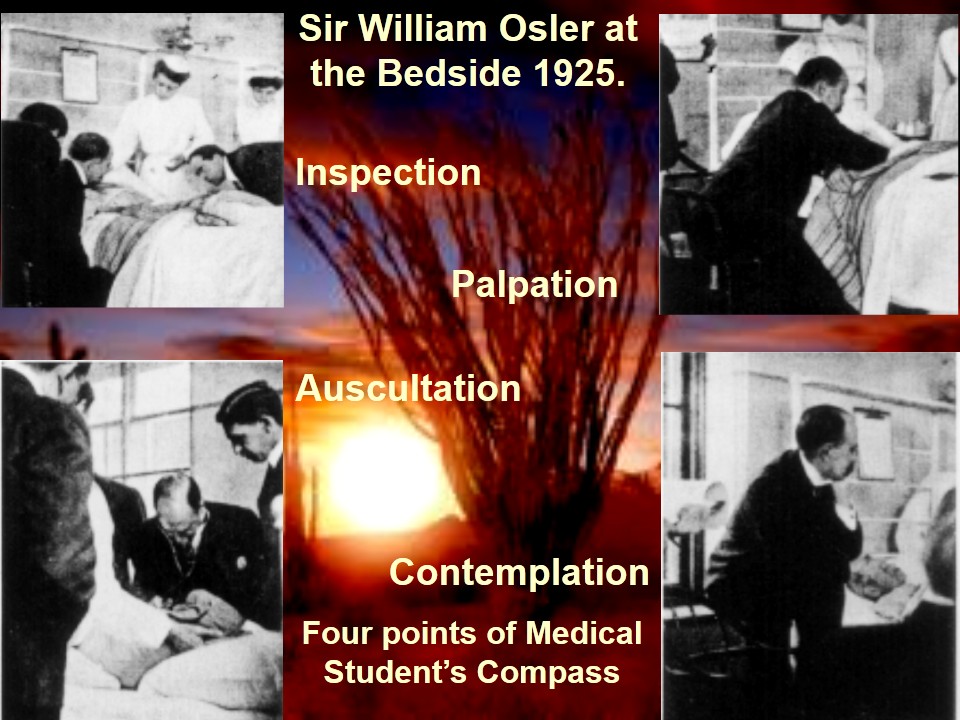 Sir William Osler at
the Bedside 1925.
Inspection
Palpation
Auscultation
Contemplation
Four points of Medical
Student’s Compass